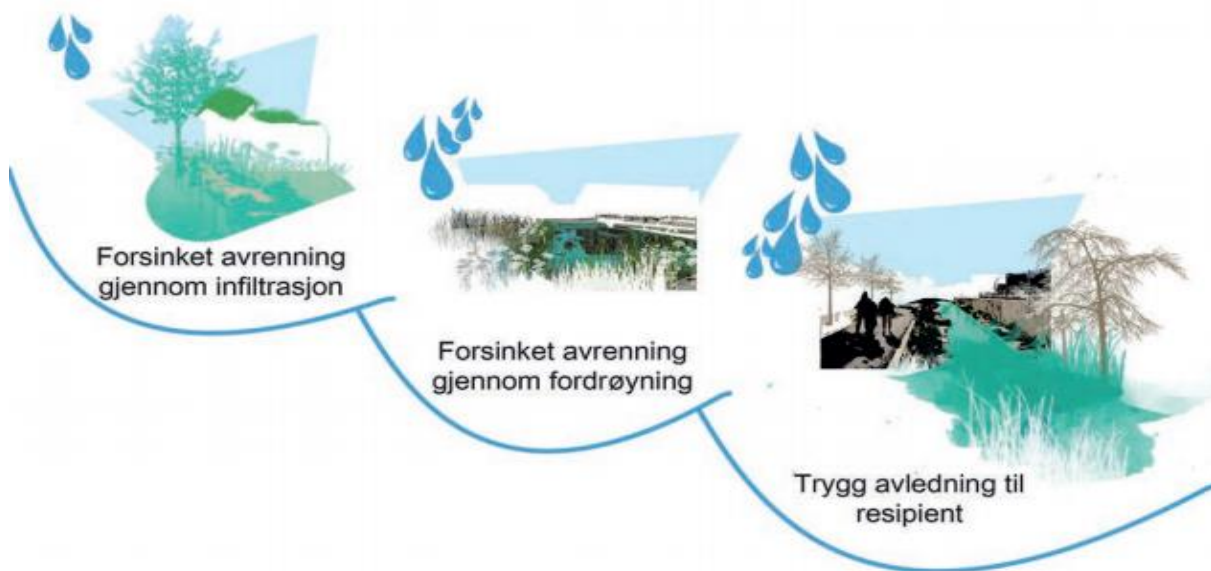 Forsinket avrenning
gjennom infiltrasjon
Forsinket avrenning
gjennom fordrøyning
Trygg avledning til
resipient